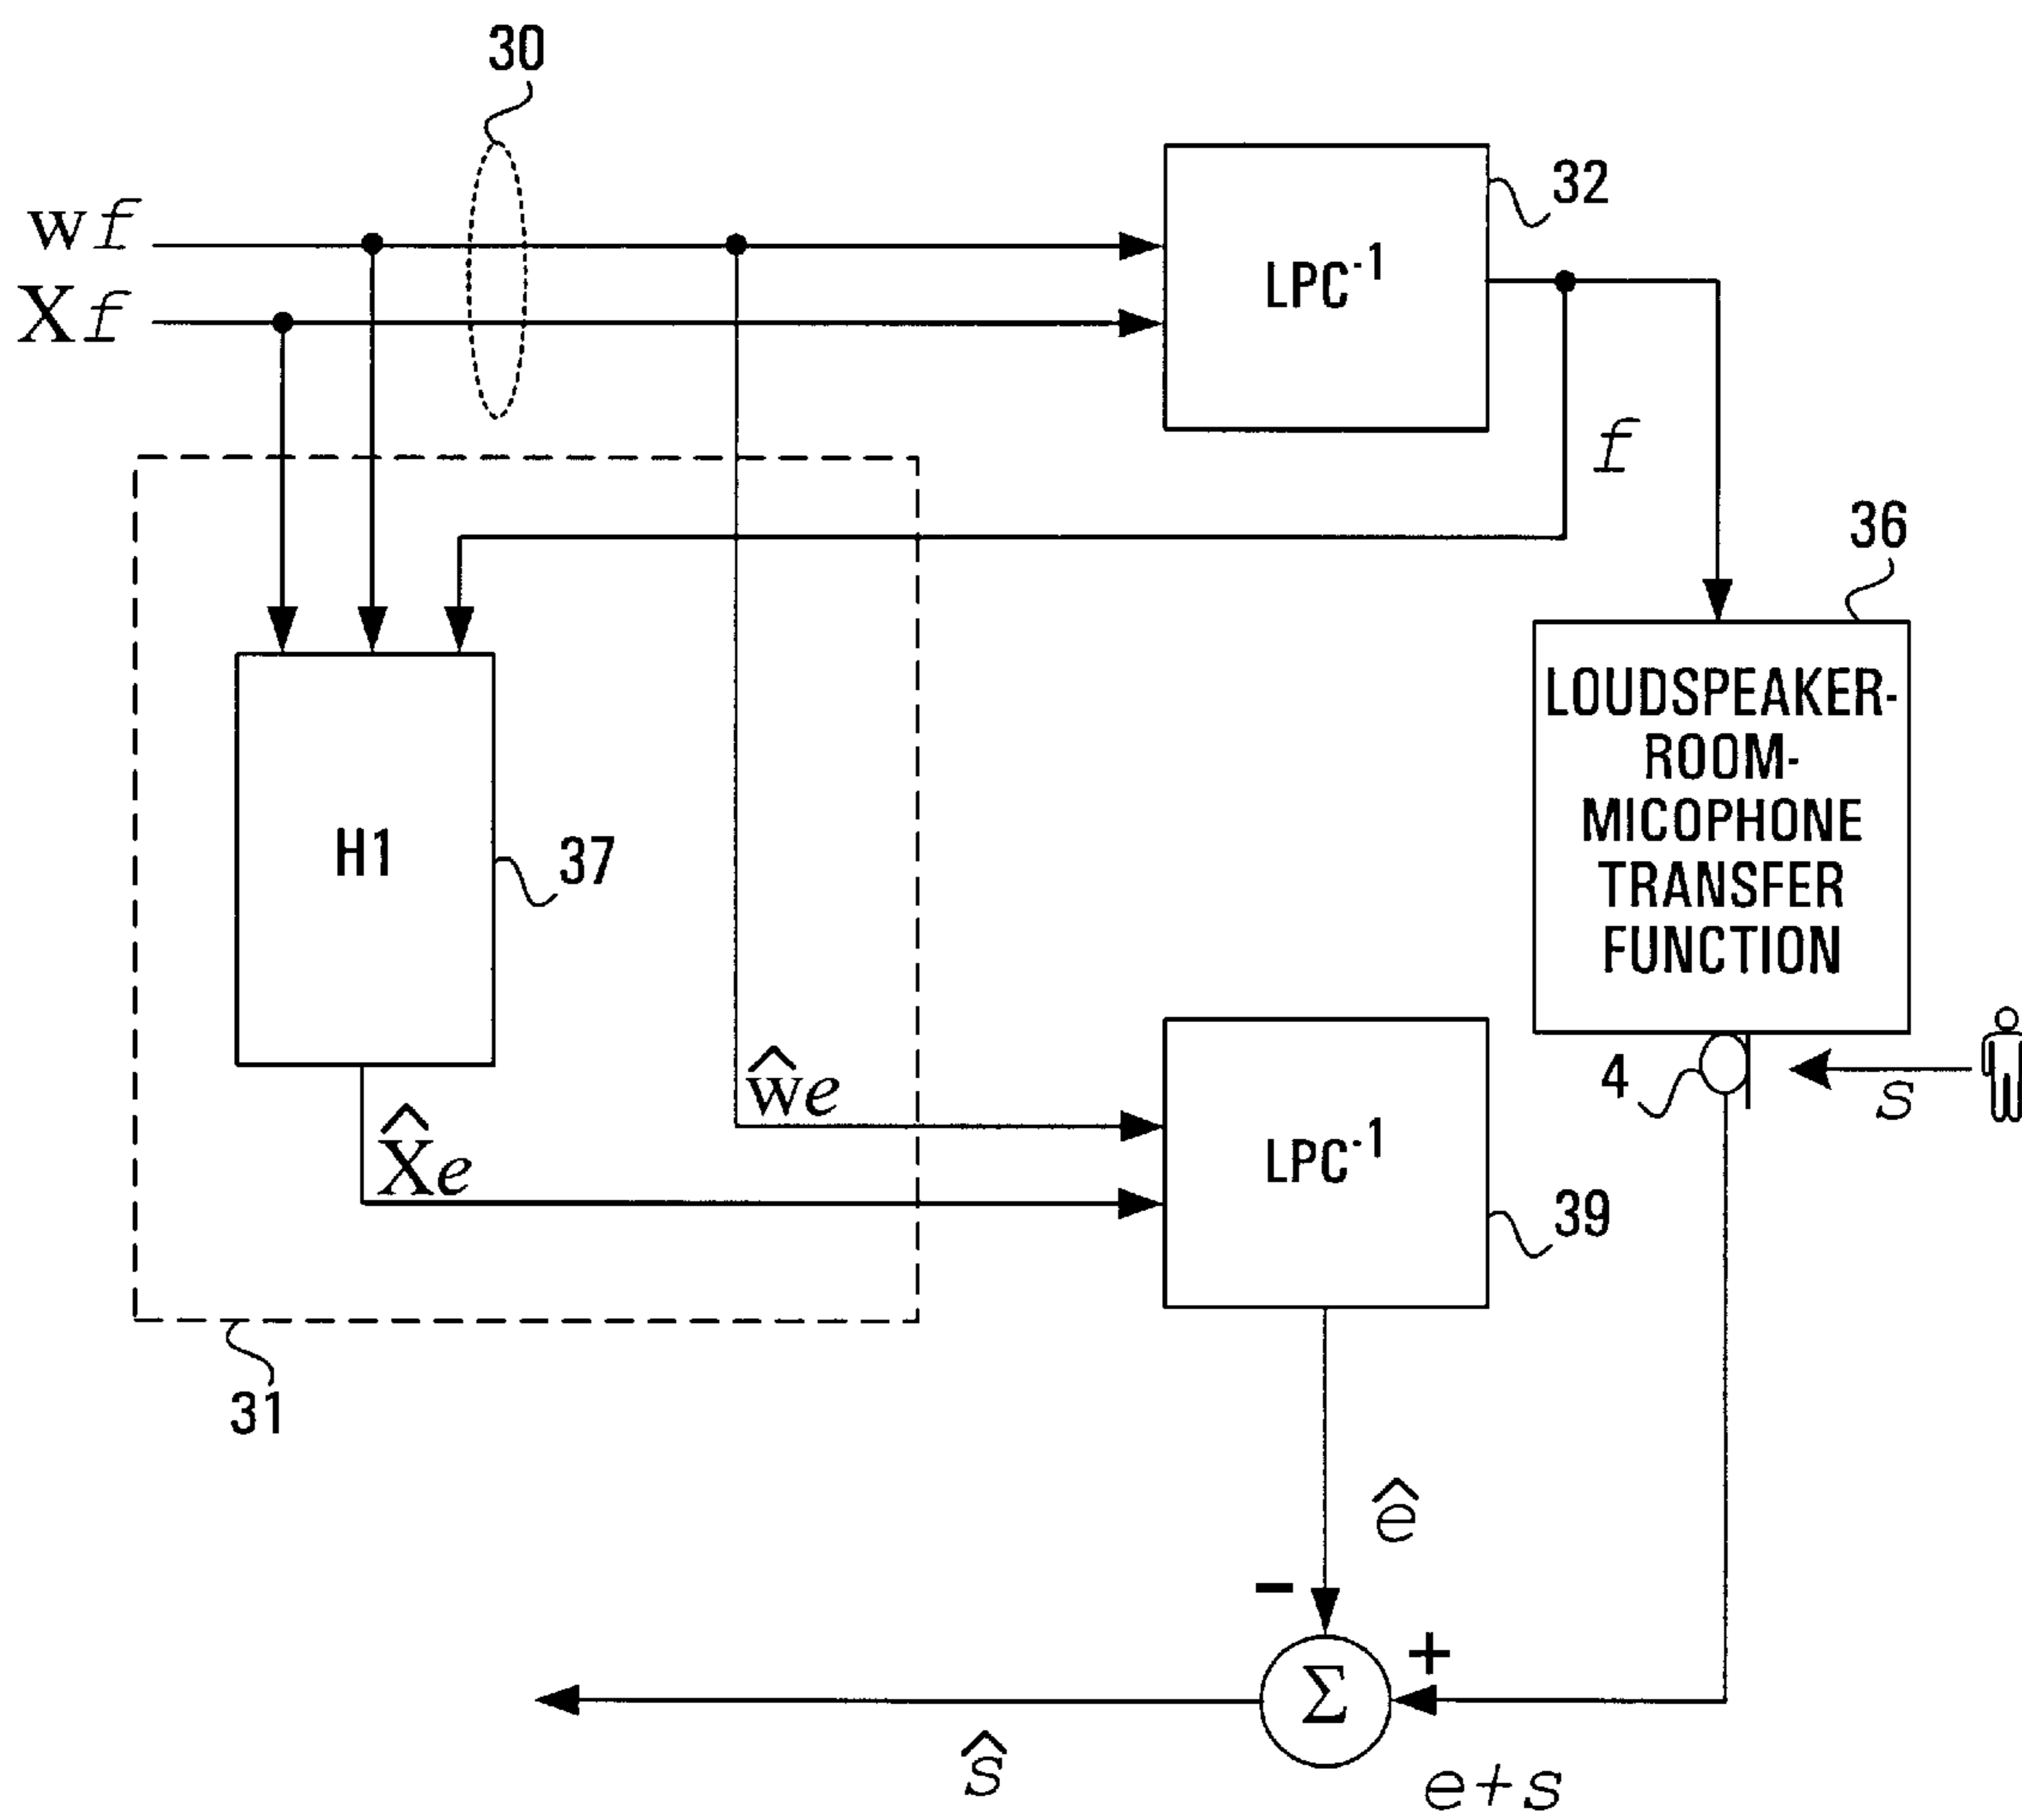 30
wf
32
LPC⁻¹
Xf
f
36
LOUDSPEAKER-
ROOM-
MICOPHONE
TRANSFER
FUNCTION
H1
37
4
s
ŵe
X̂e
LPC⁻¹
39
31
ê
-
+
Σ
ŝ
e+s